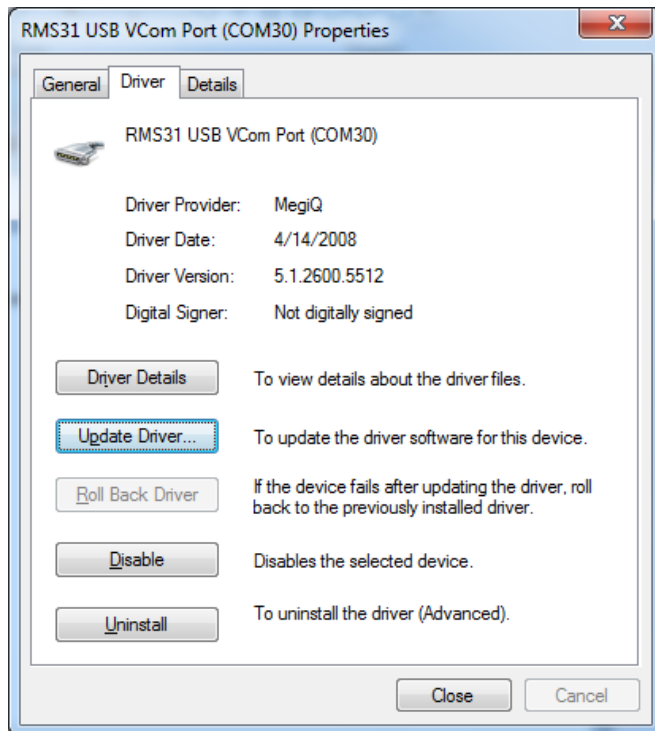 RMS31 USB VCom Port (COM30) Properties
General Driver Details
RMS31 USB VCom Port (COM30)
Driver Provider: MegiQ
Driver Date: 4/14/2008
Driver Version: 5.1.2600.5512
Digital Signer: Not digitally signed
Driver Details To view details about the driver files.
Update Driver... To update the driver software for this device.
Roll Back Driver If the device fails after updating the driver, roll
back to the previously installed driver.
Disable Disables the selected device.
Uninstall To uninstall the driver (Advanced).
Close Cancel